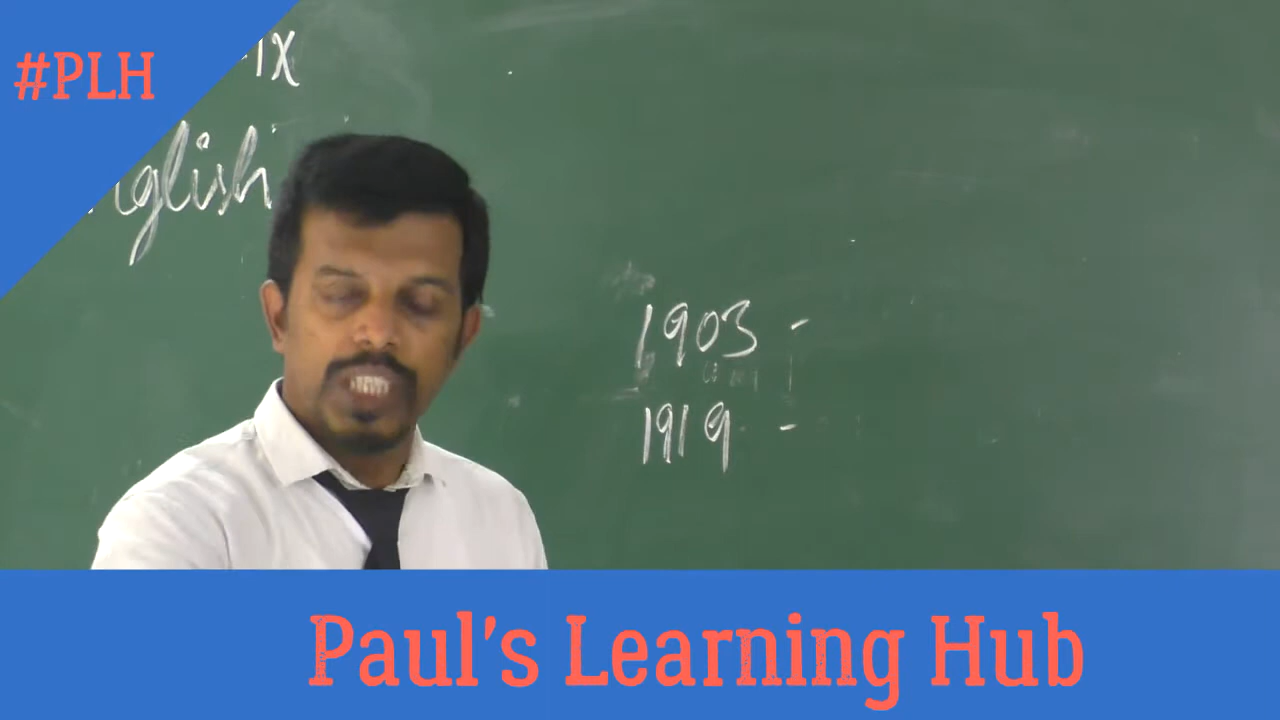 #PLH
IX
English
1903 -
1919 -
Paul's Learning Hub